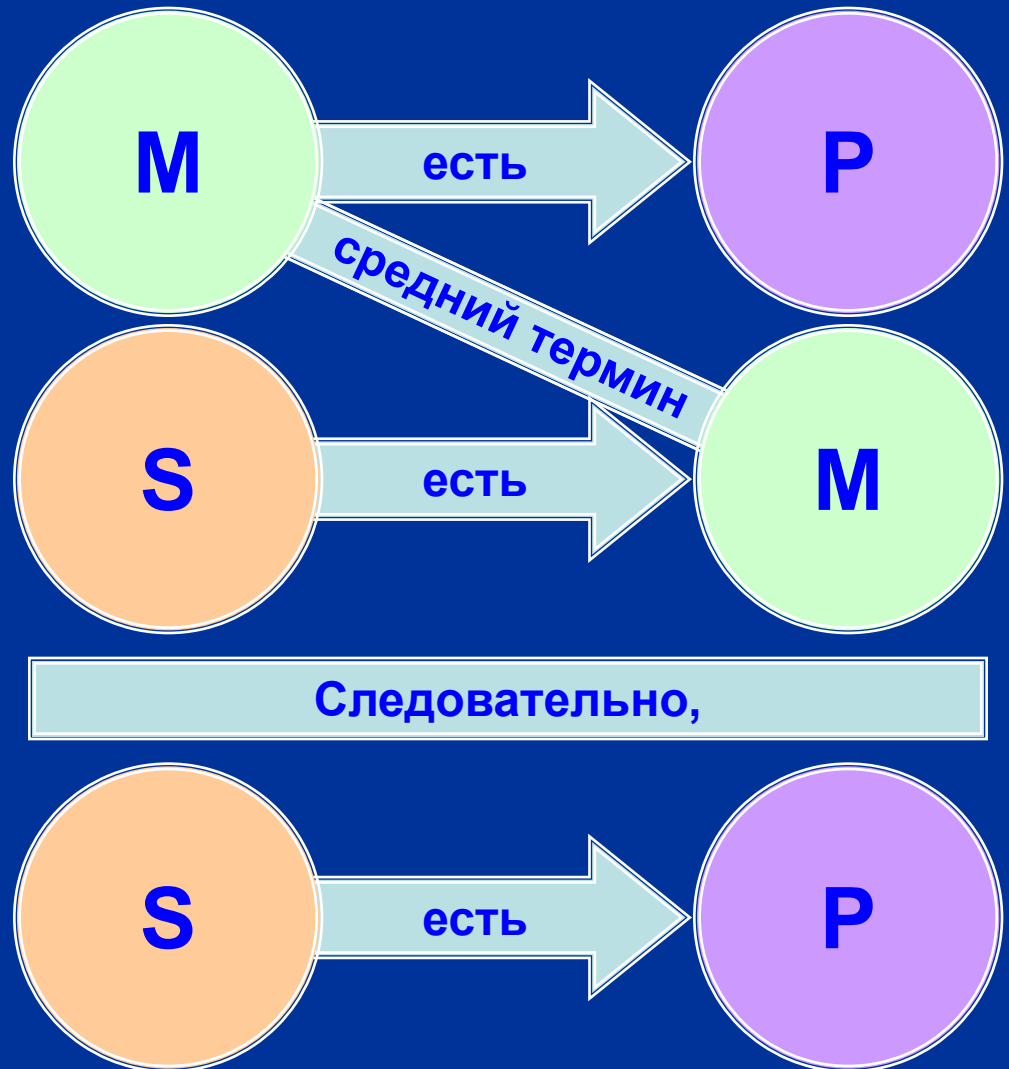 М есть Р
средний термин
S есть М
Следовательно,
S есть Р